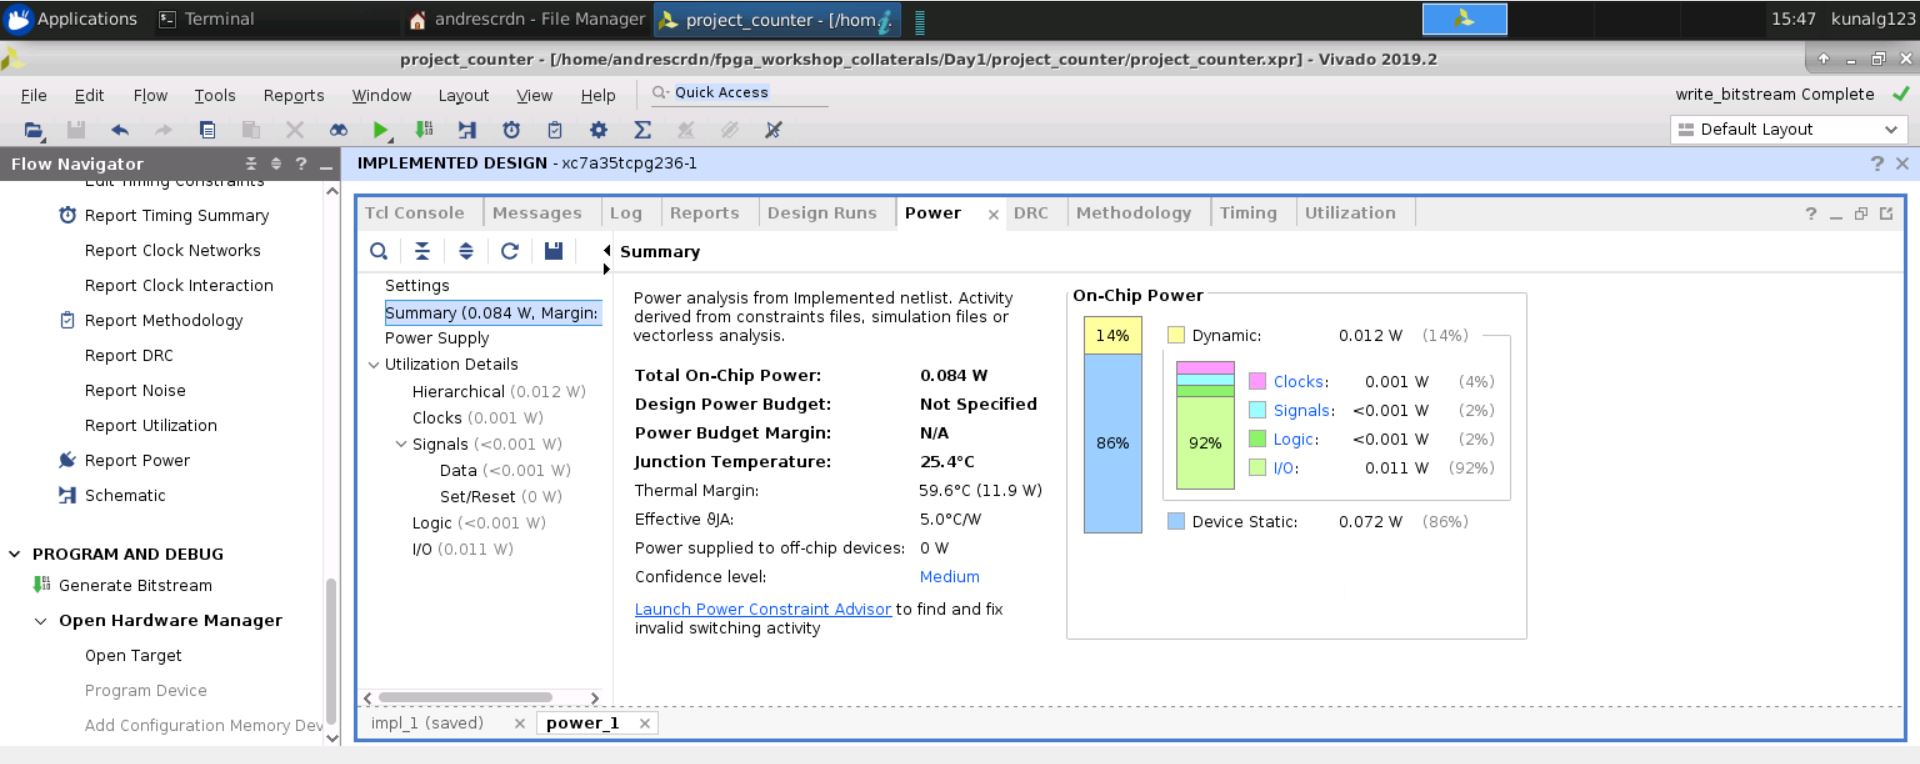 Applications
Terminal
andrescrdn - File Manager
project_counter - [/hom...
15:47
kunalg123
project_counter - [/home/andrescrdn/fpga_workshop_collaterals/Day1/project_counter/project_counter.xpr] - Vivado 2019.2
File Edit Flow Tools Reports Window Layout View Help
Quick Access
write_bitstream Complete
Default Layout
Flow Navigator
IMPLEMENTED DESIGN - xc7a35tcpg236-1
Edit Timing Constraints
Report Timing Summary
Report Clock Networks
Report Clock Interaction
Report Methodology
Report DRC
Report Noise
Report Utilization
Report Power
Schematic
PROGRAM AND DEBUG
Generate Bitstream
Open Hardware Manager
Open Target
Program Device
Add Configuration Memory Dev
Tcl Console Messages Log Reports Design Runs Power DRC Methodology Timing Utilization
Settings
Summary (0.084 W, Margin:
Power Supply
Utilization Details
Hierarchical (0.012 W)
Clocks (0.001 W)
Signals (<0.001 W)
Data (<0.001 W)
Set/Reset (0 W)
Logic (<0.001 W)
I/O (0.011 W)
Summary
Power analysis from Implemented netlist. Activity
derived from constraints files, simulation files or
vectorless analysis.
Total On-Chip Power: 0.084 W
Design Power Budget: Not Specified
Power Budget Margin: N/A
Junction Temperature: 25.4°C
Thermal Margin: 59.6°C (11.9 W)
Effective ϑJA: 5.0°C/W
Power supplied to off-chip devices: 0 W
Confidence level: Medium
Launch Power Constraint Advisor to find and fix
invalid switching activity
On-Chip Power
14%
86%
Dynamic: 0.012 W (14%)
92%
Clocks: 0.001 W (4%)
Signals: <0.001 W (2%)
Logic: <0.001 W (2%)
I/O: 0.011 W (92%)
Device Static: 0.072 W (86%)
impl_1 (saved)
power_1